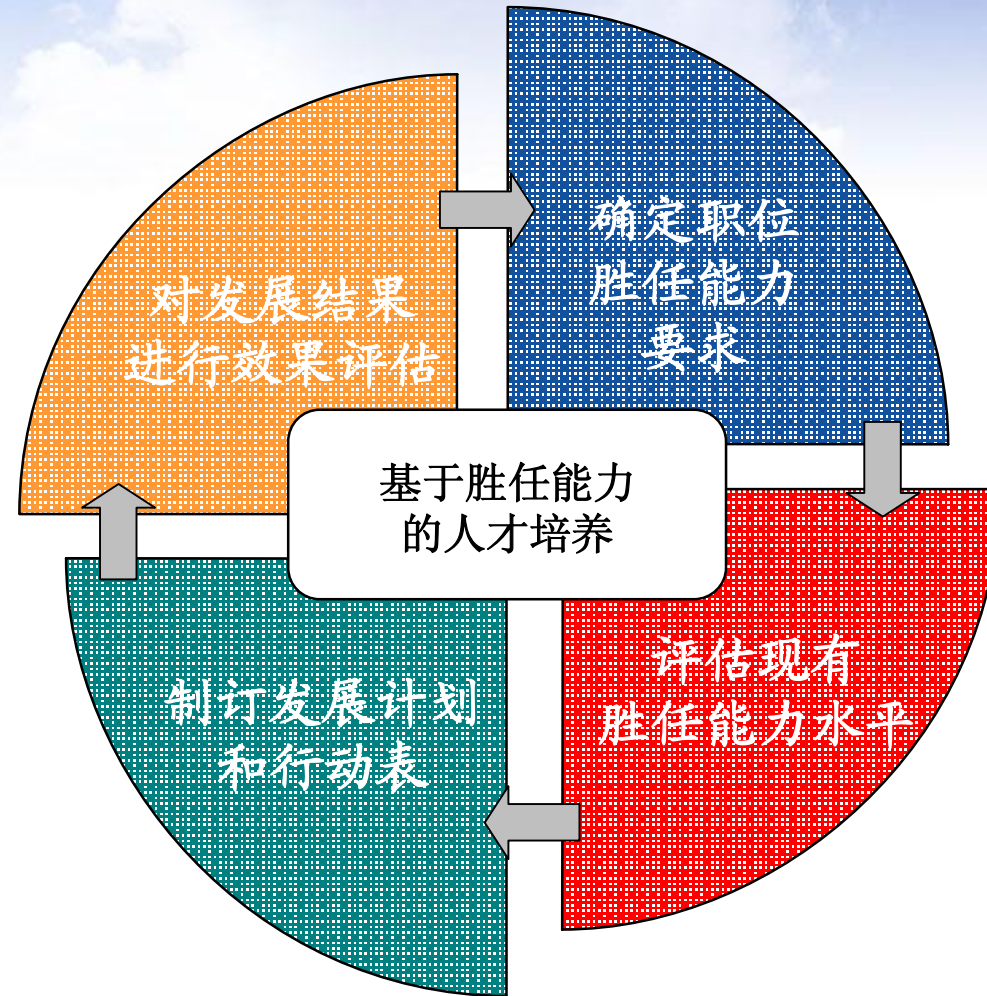 确定职位
胜任能力
要求
对发展结果
进行效果评估
基于胜任能力
的人才培养
评估现有
胜任能力水平
制订发展计划
和行动表